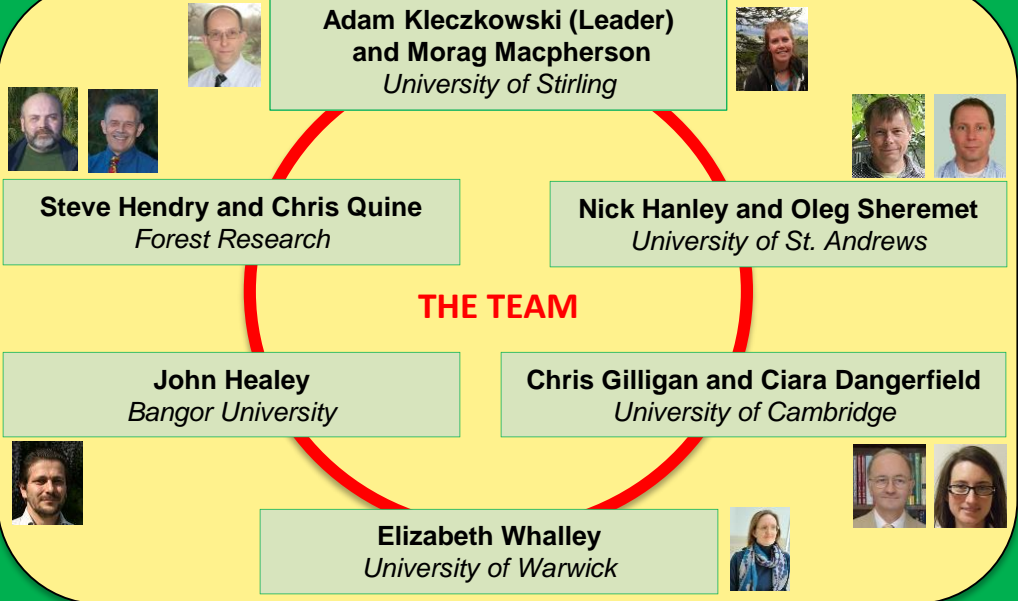 Adam Kleczkowski (Leader)
and Morag Macpherson
University of Stirling
Steve Hendry and Chris Quine
Forest Research
Nick Hanley and Oleg Sheremet
University of St. Andrews
THE TEAM
John Healey
Bangor University
Chris Gilligan and Ciara Dangerfield
University of Cambridge
Elizabeth Whalley
University of Warwick